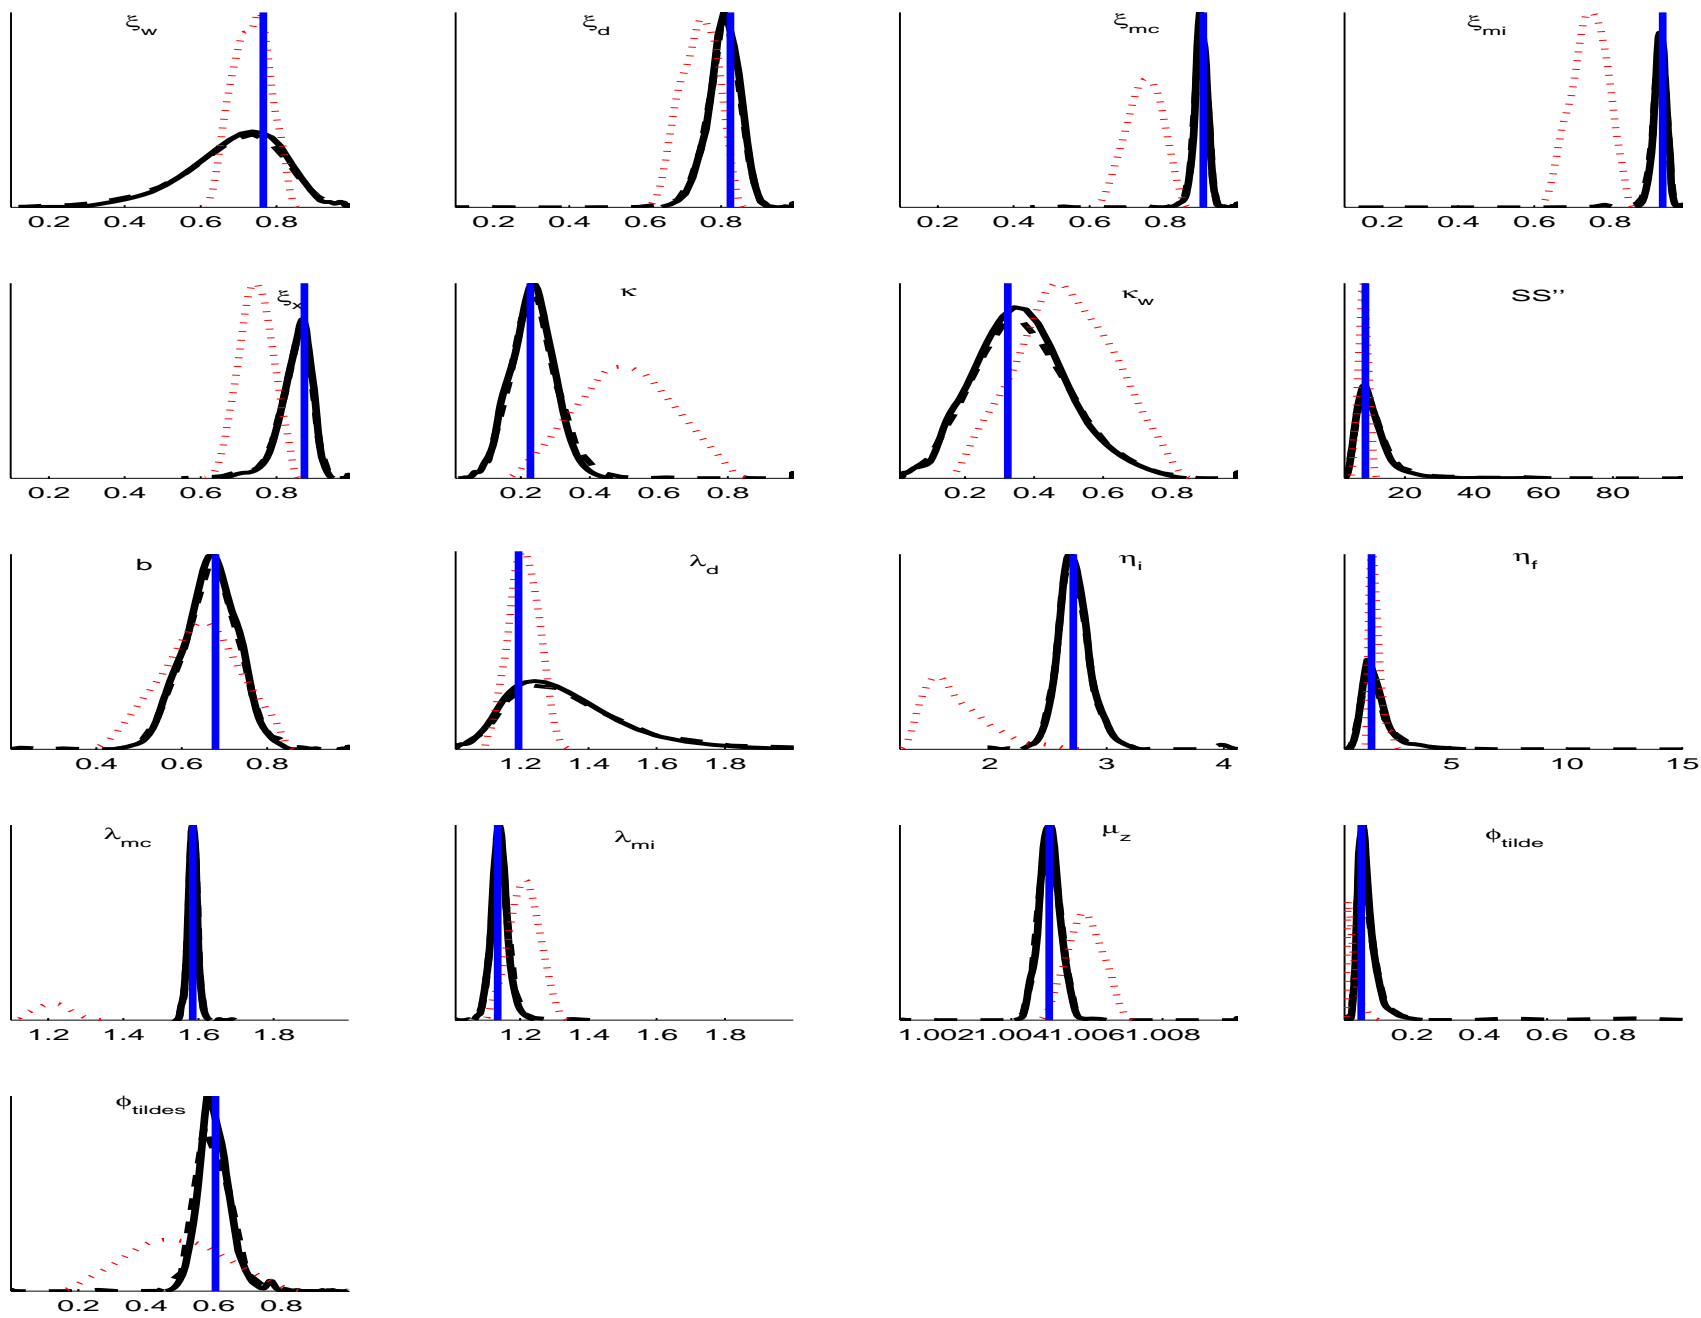 ξw ξd ξmc ξmi
0.2 0.4 0.6 0.8 0.2 0.4 0.6 0.8 0.2 0.4 0.6 0.8 0.2 0.4 0.6 0.8
ξx κ κw SS’’
0.2 0.4 0.6 0.8 0.2 0.4 0.6 0.8 0.2 0.4 0.6 0.8 20 40 60 80
b λd ηi ηf
0.4 0.6 0.8 1.2 1.4 1.6 1.8 2 3 4 5 10 15
λmc λmi μz ϕtilde
1.2 1.4 1.6 1.8 1.2 1.4 1.6 1.8 1.002 1.004 1.006 1.008 0.2 0.4 0.6 0.8
ϕtildes
0.2 0.4 0.6 0.8